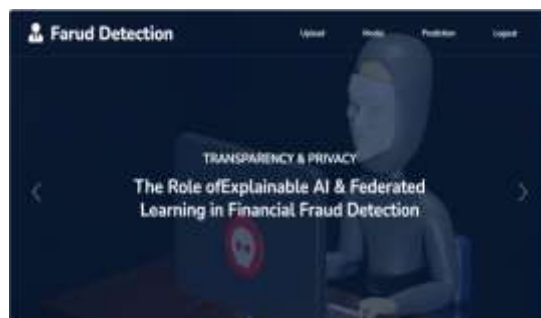 Farud Detection
Upload Model Prediction Logout
TRANSPARENCY & PRIVACY
The Role ofExplainable AI & Federated
Learning in Financial Fraud Detection